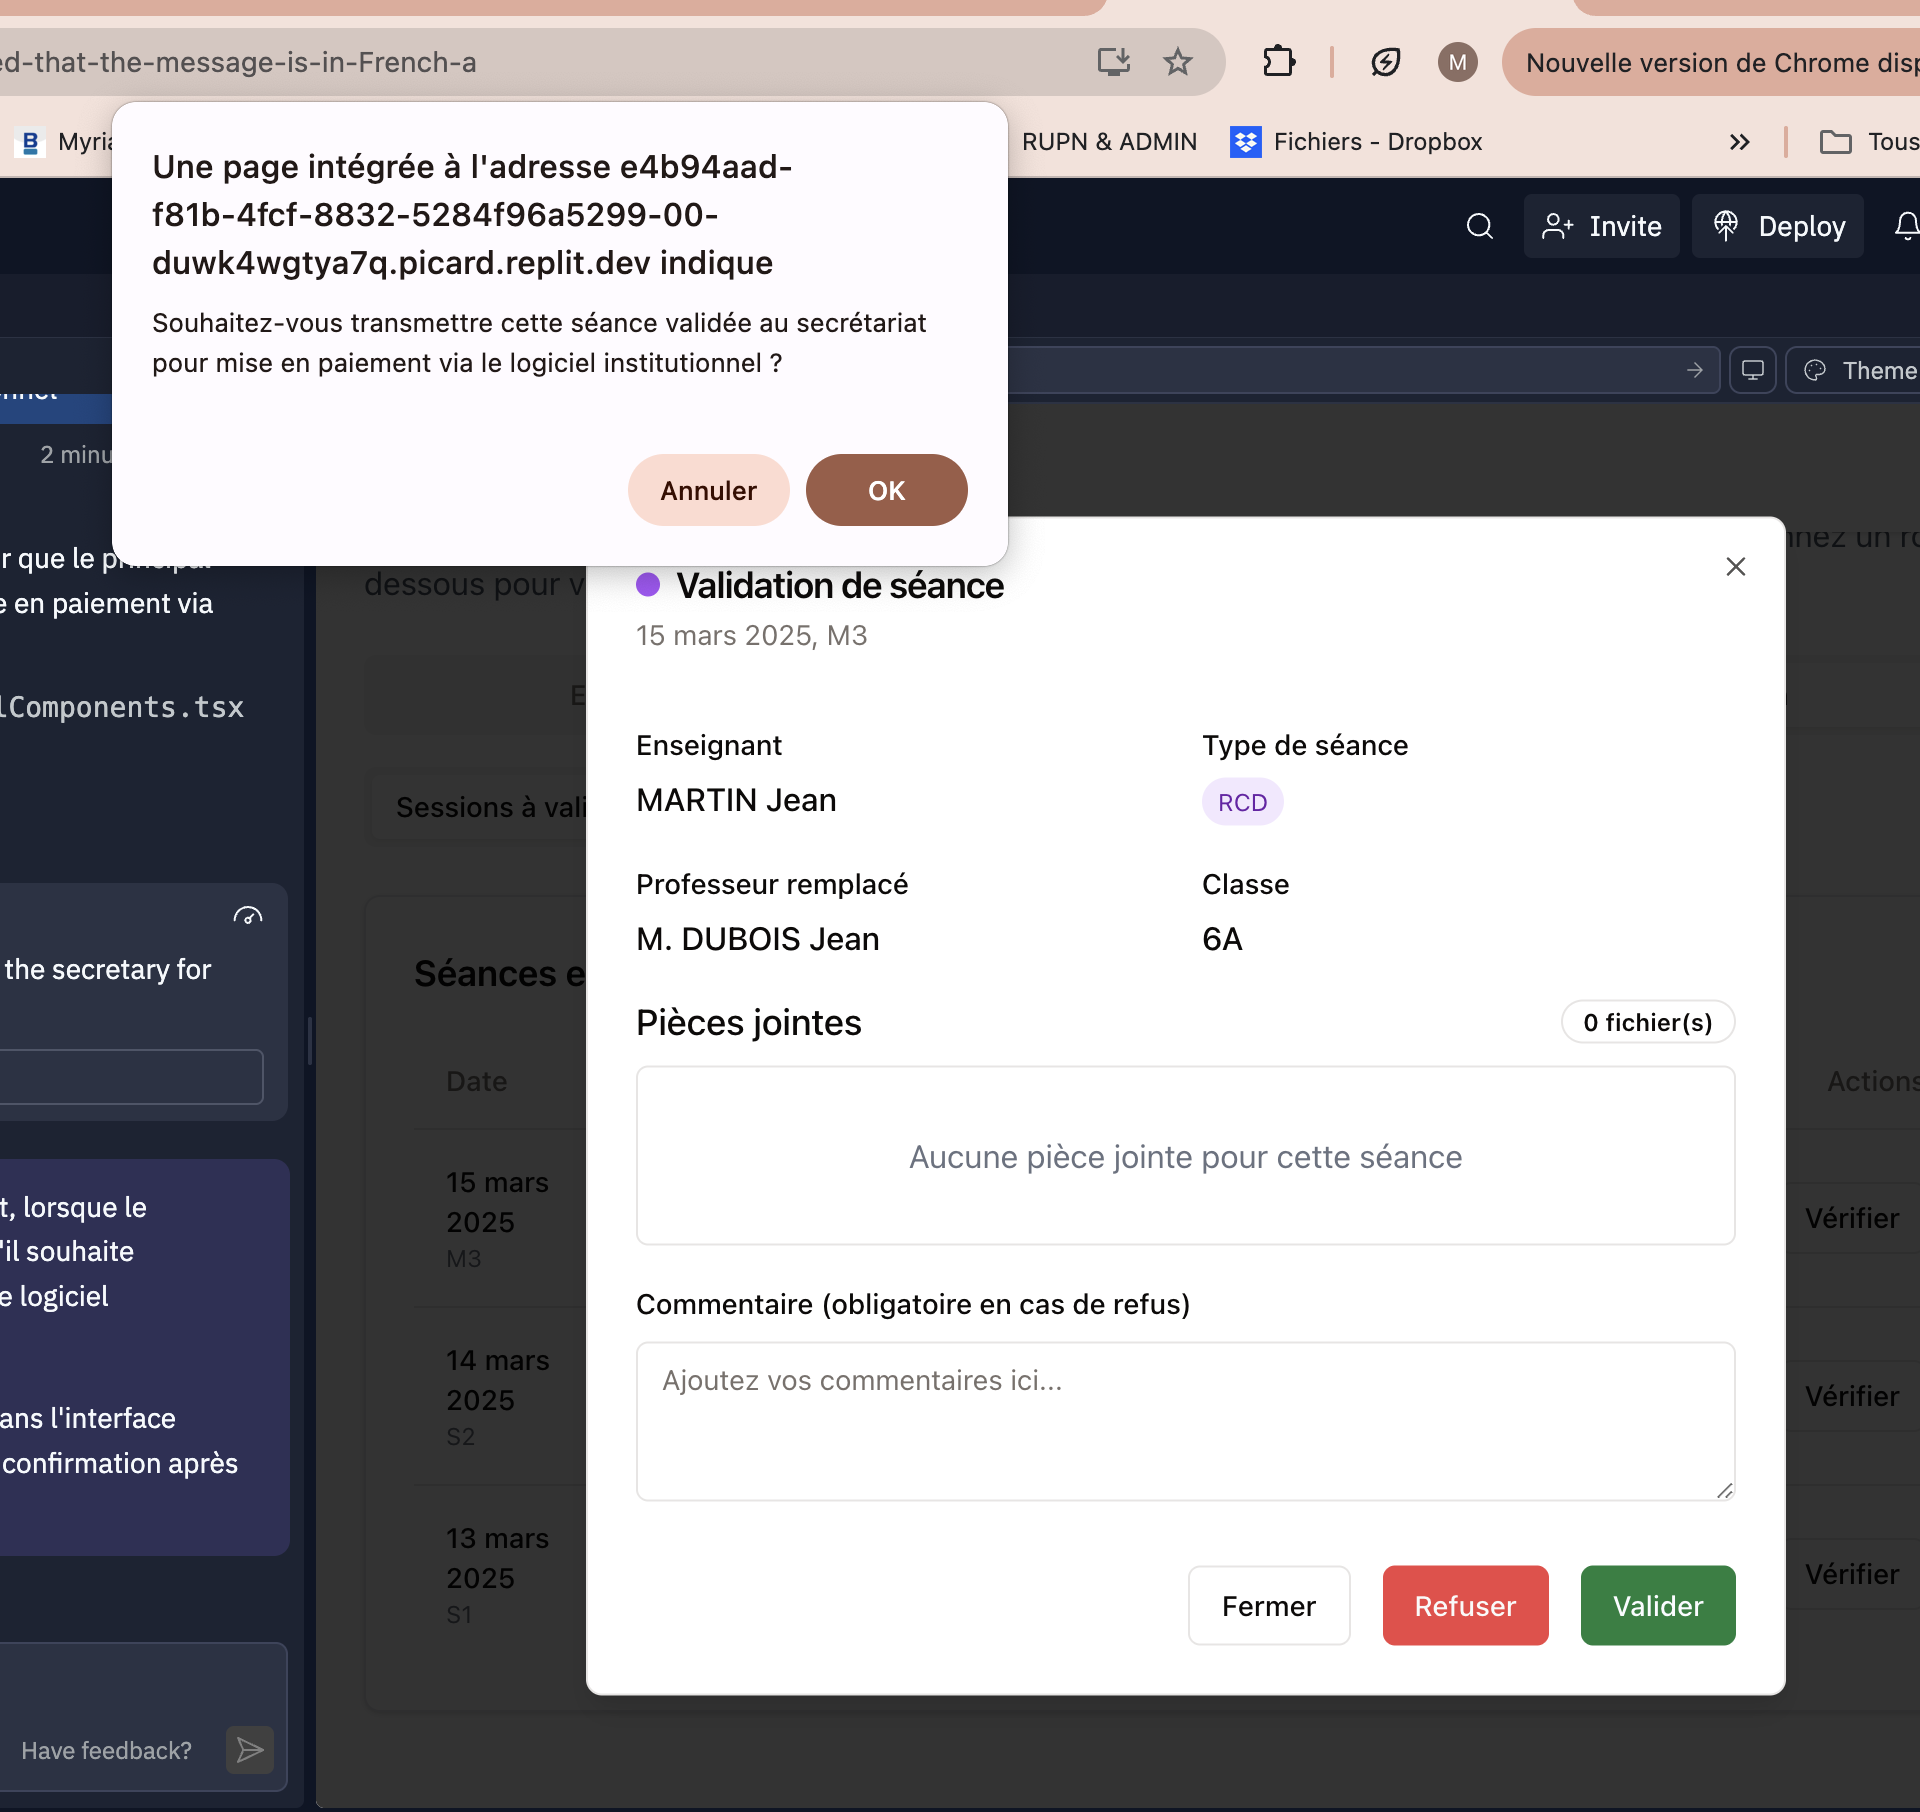 ed-that-the-message-is-in-French-a
M
Nouvelle version de Chrome disp
B
Myria
RUPN & ADMIN
Fichiers - Dropbox
Tous
Une page intégrée à l'adresse e4b94aad-
f81b-4fcf-8832-5284f96a5299-00-
duwk4wgtya7q.picard.replit.dev indique
Souhaitez-vous transmettre cette séance validée au secrétariat
pour mise en paiement via le logiciel institutionnel ?
Annuler
OK
Invite
Deploy
Theme
2 minu
r que le principal
e en paiement via
lComponents.tsx
the secretary for
t, lorsque le
'il souhaite
e logiciel
ans l'interface
confirmation après
Have feedback?
nnez un ro
dessous pour v
E
Sessions à vali
Séances e
Date
Actions
15 mars
2025
M3
Vérifier
14 mars
2025
S2
Vérifier
13 mars
2025
S1
Vérifier
Validation de séance
15 mars 2025, M3
Enseignant
MARTIN Jean
Type de séance
RCD
Professeur remplacé
M. DUBOIS Jean
Classe
6A
Pièces jointes
0 fichier(s)
Aucune pièce jointe pour cette séance
Commentaire (obligatoire en cas de refus)
Ajoutez vos commentaires ici...
Fermer
Refuser
Valider